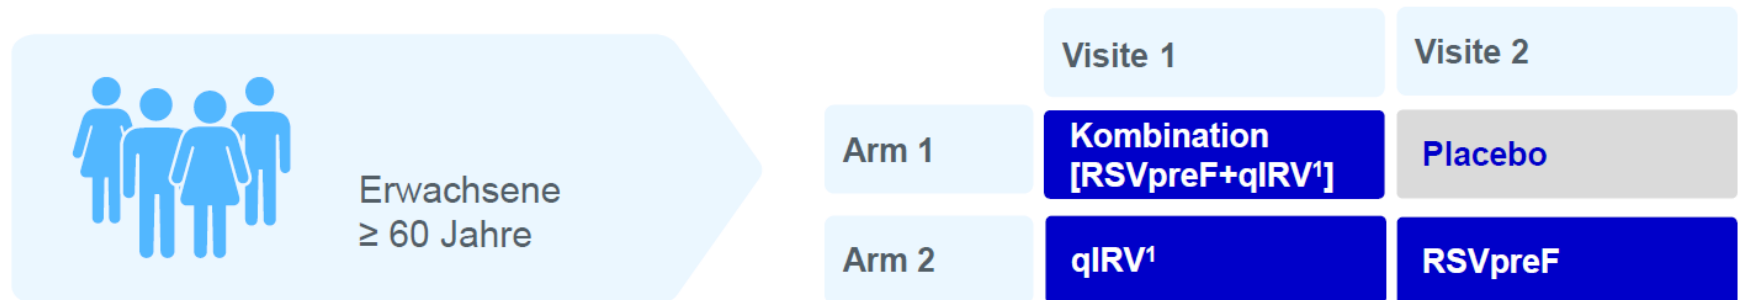 Visite 1
Visite 2
Erwachsene
≥ 60 Jahre
Arm 1
Kombination
[RSVpreF+qIRV¹]
Placebo
Arm 2
qIRV¹
RSVpreF